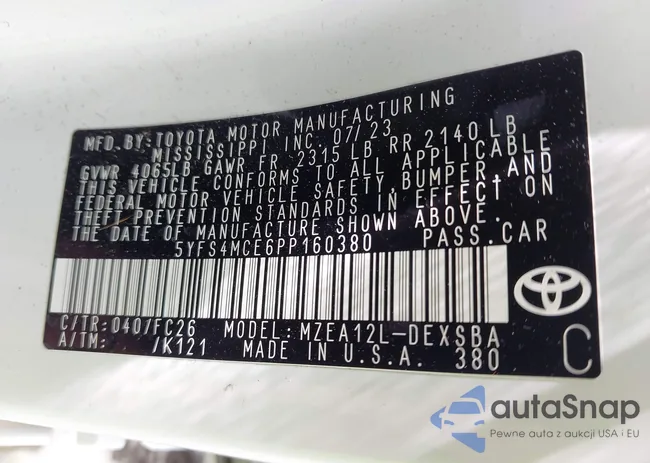 MFD.BY:TOYOTA MOTOR MANUFACTURING
MISSISSIPPI INC. 07/23
GVWR 4065LB GAWR FR 2315 LB RR 2140 LB
THIS VEHICLE CONFORMS TO ALL APPLICABLE
FEDERAL MOTOR VEHICLE SAFETY, BUMPER, AND
THEFT PREVENTION STANDARDS IN EFFECT ON
THE DATE OF MANUFACTURE SHOWN ABOVE.
5YFS4MCE6PP160380 PASS.CAR
C/TR: 040/FC26 MODEL: MZEA12L-DEXSBA
A/TM: /K121 MADE IN U.S.A. 380
C
autaSnap
Pewne auta z aukcji USA i EU